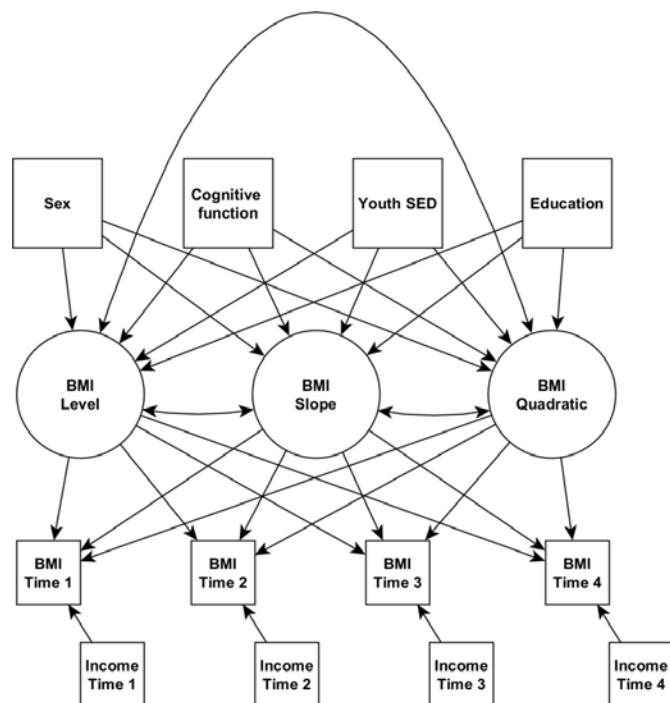 Sex
Cognitive
function
Youth SED
Education
BMI
Level
BMI
Slope
BMI
Quadratic
BMI
Time 1
BMI
Time 2
BMI
Time 3
BMI
Time 4
Income
Time 1
Income
Time 2
Income
Time 3
Income
Time 4